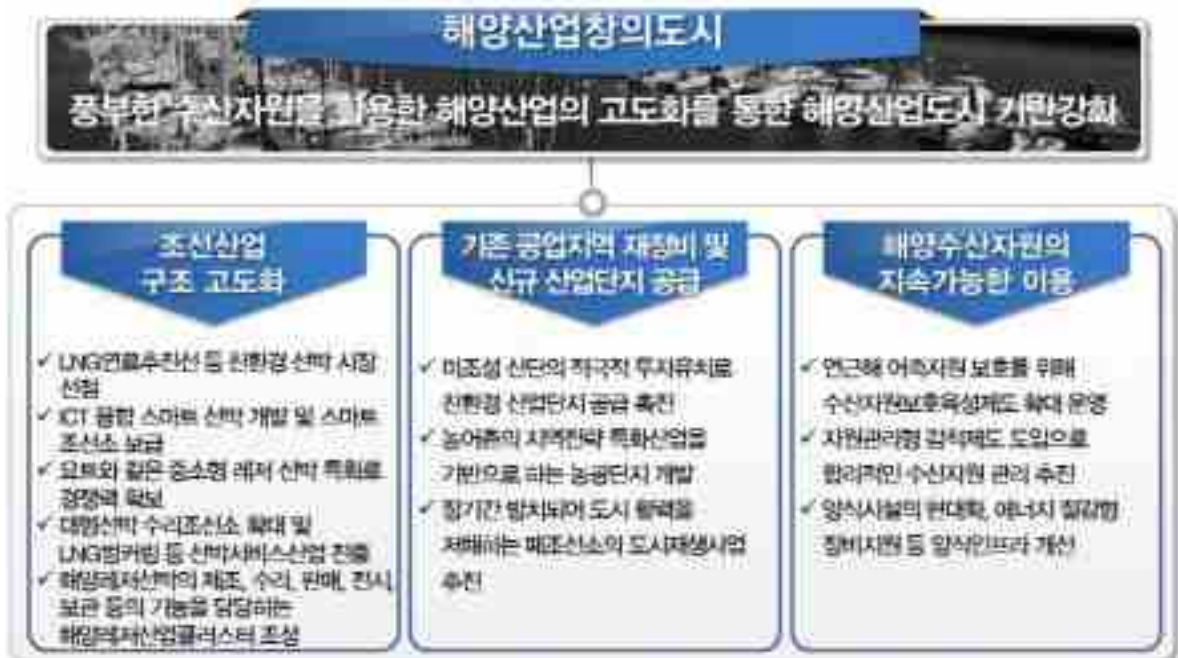 해양산업창의도시
풍부한 수산자원을 활용한 해양산업의 고도화를 통한 해양산업도시 기반강화
조선산업
구조 고도화
✓ LNG연료추진선 등 친환경 선박 시장
선점
✓ ICT 융합 스마트 선박 개발 및 스마트
조선소 보급
✓ 요트와 같은 중소형 레저 선박 특화로
경쟁력 확보
✓ 대형선박 수리조선소 확대 및
LNG벙커링 등 선박서비스산업 진출
✓ 해양레저선박의 제조, 수리, 판매, 전시,
보관 등의 기능을 담당하는
해양레저산업클러스터 조성
기존 공업지역 재정비 및
신규 산업단지 공급
✓ 미조성 산단의 적극적 투자유치로
친환경 산업단지 공급 촉진
✓ 농어촌의 지역전략 특화산업을
기반으로 하는 농공단지 개발
✓ 장기간 방치되어 도시 활력을
저해하는 폐조선소의 도시재생사업
추진
해양수산자원의
지속가능한 이용
✓ 연근해 어족자원 보호를 위해
수산자원보호육성제도 확대 운영
✓ 자원관리형 감척제도 도입으로
합리적인 수산자원 관리 추진
✓ 양식시설의 현대화, 에너지 절감형
장비지원 등 양식인프라 개선